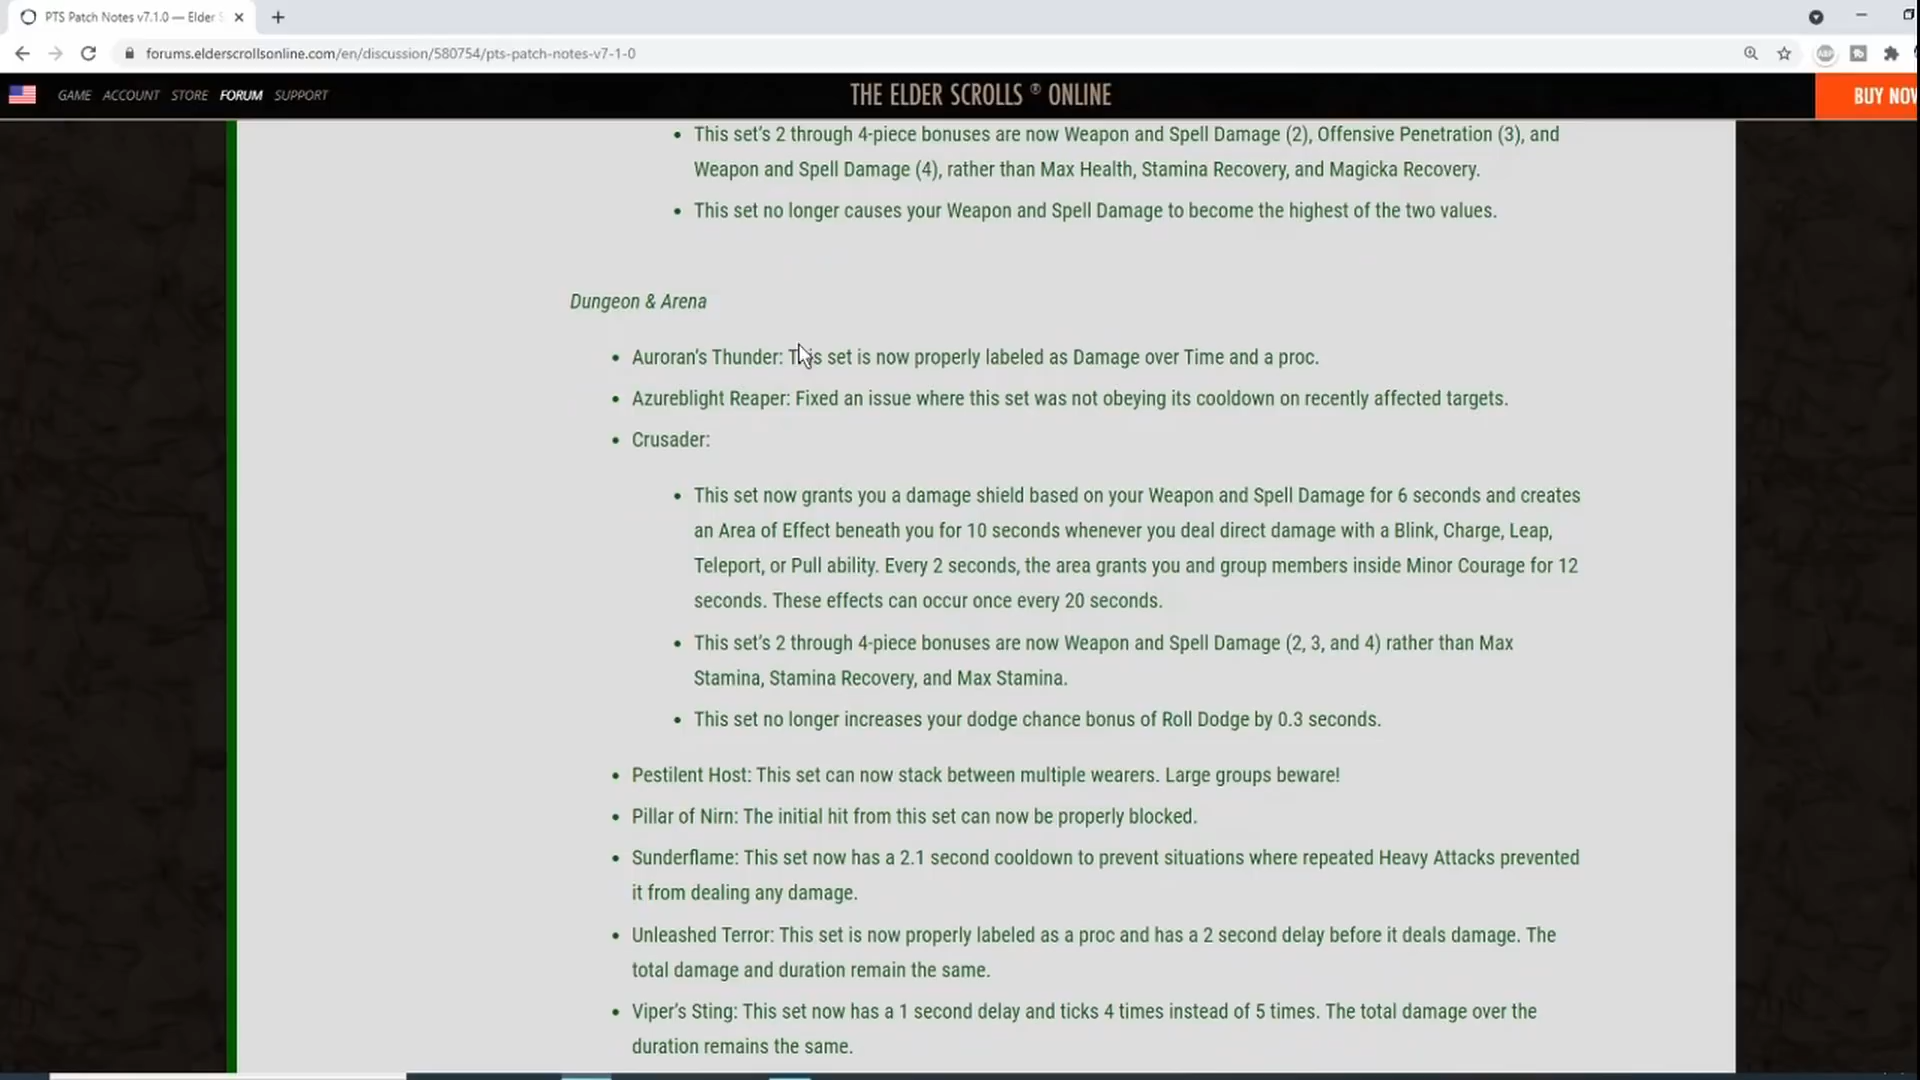 PTS Patch Notes v7.1.0 — Elder S
forums.elderscrollsonline.com/en/discussion/580754/pts-patch-notes-v7-1-0
ABP
GAME ACCOUNT STORE FORUM SUPPORT
THE ELDER SCROLLS ® ONLINE
BUY NOW
• This set's 2 through 4-piece bonuses are now Weapon and Spell Damage (2), Offensive Penetration (3), and
Weapon and Spell Damage (4), rather than Max Health, Stamina Recovery, and Magicka Recovery.
• This set no longer causes your Weapon and Spell Damage to become the highest of the two values.
Dungeon & Arena
• Auroran's Thunder: This set is now properly labeled as Damage over Time and a proc.
• Azureblight Reaper: Fixed an issue where this set was not obeying its cooldown on recently affected targets.
• Crusader:
• This set now grants you a damage shield based on your Weapon and Spell Damage for 6 seconds and creates
an Area of Effect beneath you for 10 seconds whenever you deal direct damage with a Blink, Charge, Leap,
Teleport, or Pull ability. Every 2 seconds, the area grants you and group members inside Minor Courage for 12
seconds. These effects can occur once every 20 seconds.
• This set's 2 through 4-piece bonuses are now Weapon and Spell Damage (2, 3, and 4) rather than Max
Stamina, Stamina Recovery, and Max Stamina.
• This set no longer increases your dodge chance bonus of Roll Dodge by 0.3 seconds.
• Pestilent Host: This set can now stack between multiple wearers. Large groups beware!
• Pillar of Nirn: The initial hit from this set can now be properly blocked.
• Sunderflame: This set now has a 2.1 second cooldown to prevent situations where repeated Heavy Attacks prevented
it from dealing any damage.
• Unleashed Terror: This set is now properly labeled as a proc and has a 2 second delay before it deals damage. The
total damage and duration remain the same.
• Viper's Sting: This set now has a 1 second delay and ticks 4 times instead of 5 times. The total damage over the
duration remains the same.